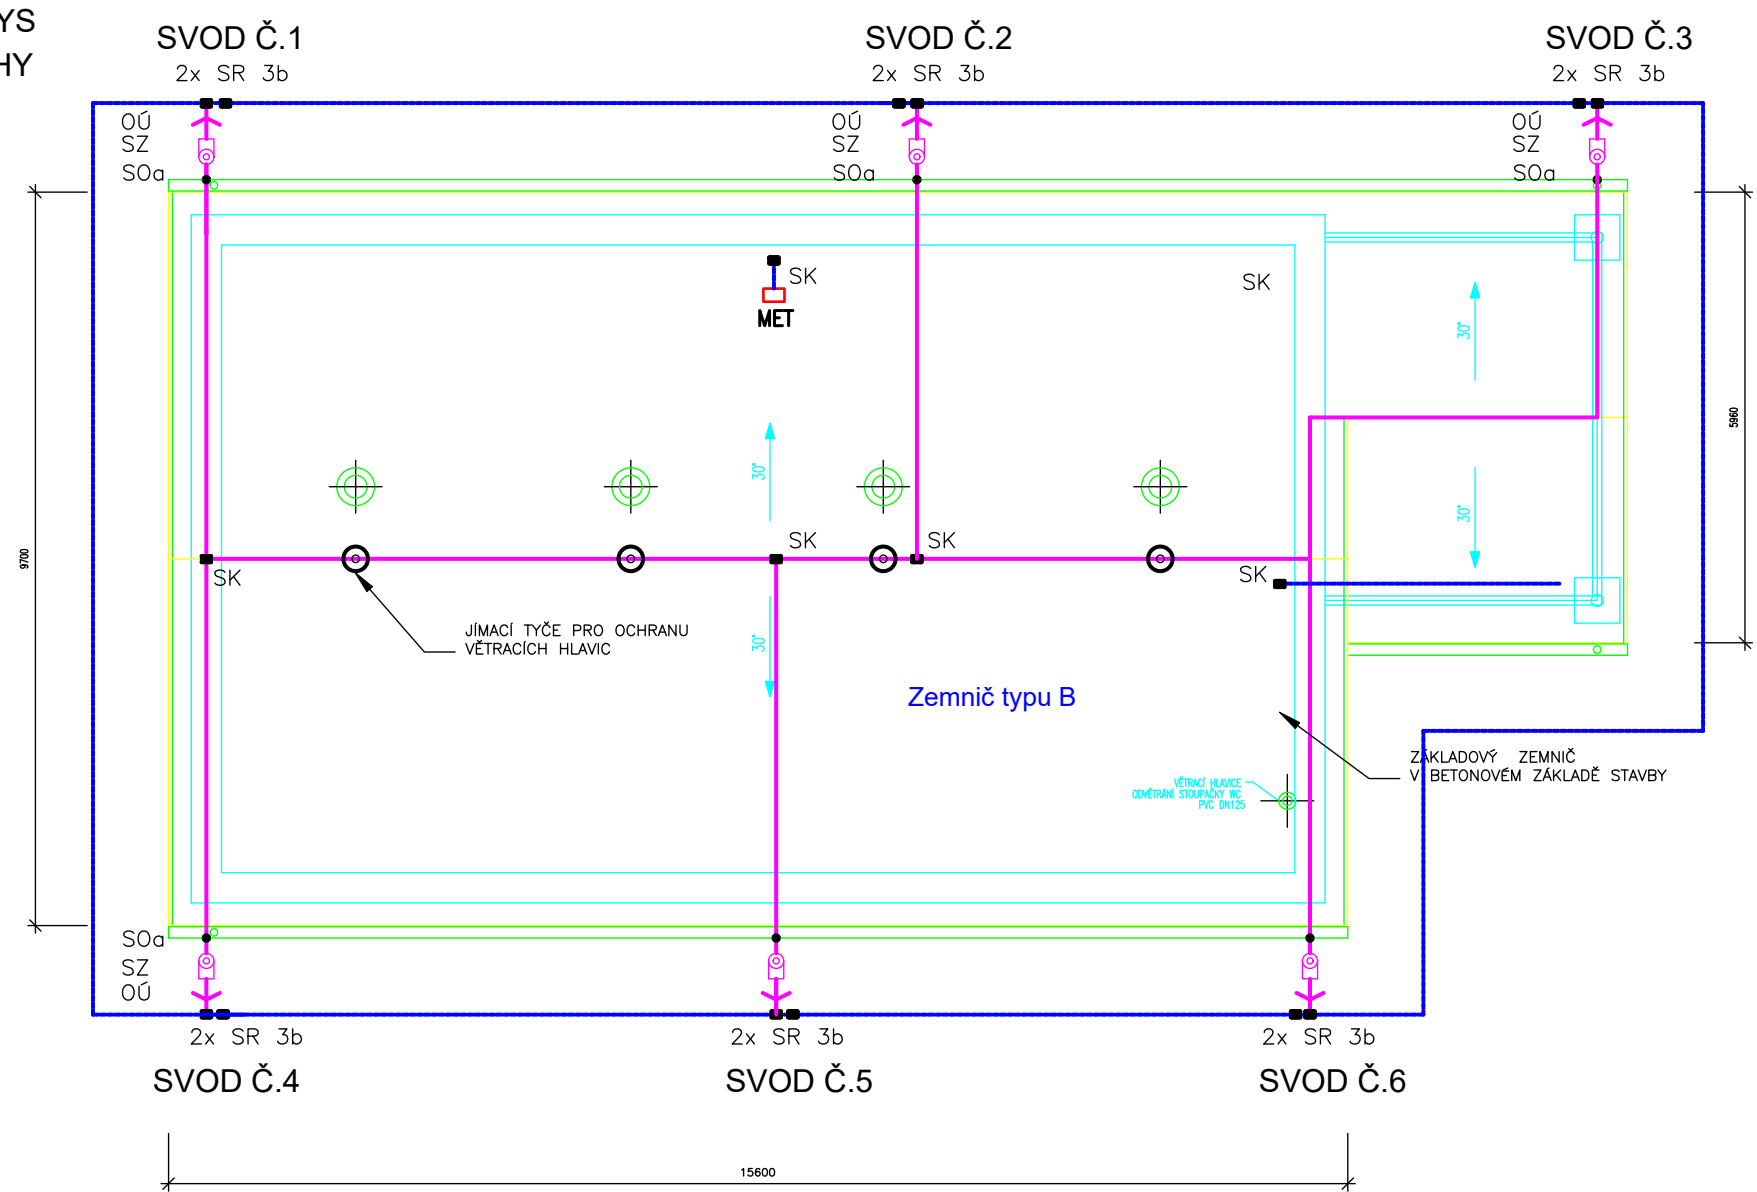 YS
HY
SVOD Č.1
2x SR 3b
SVOD Č.2
2x SR 3b
SVOD Č.3
2x SR 3b
OÚ
SZ
SOa
OÚ
SZ
SOa
OÚ
SZ
SOa
SK
MET
SK
30°
30°
5960
30°
30°
9700
SK
SK
SK
SK
JÍMACÍ TYČE PRO OCHRANU
VĚTRACÍCH HLAVIC
Zemnič typu B
ZÁKLADOVÝ ZEMNIČ
V BETONOVÉM ZÁKLADĚ STAVBY
VĚTRACÍ HLAVICE
ODVĚTRÁNÍ STOUPAČKY WC
PVC DN125
SOa
SZ
OÚ
2x SR 3b
SVOD Č.4
2x SR 3b
SVOD Č.5
2x SR 3b
SVOD Č.6
15600